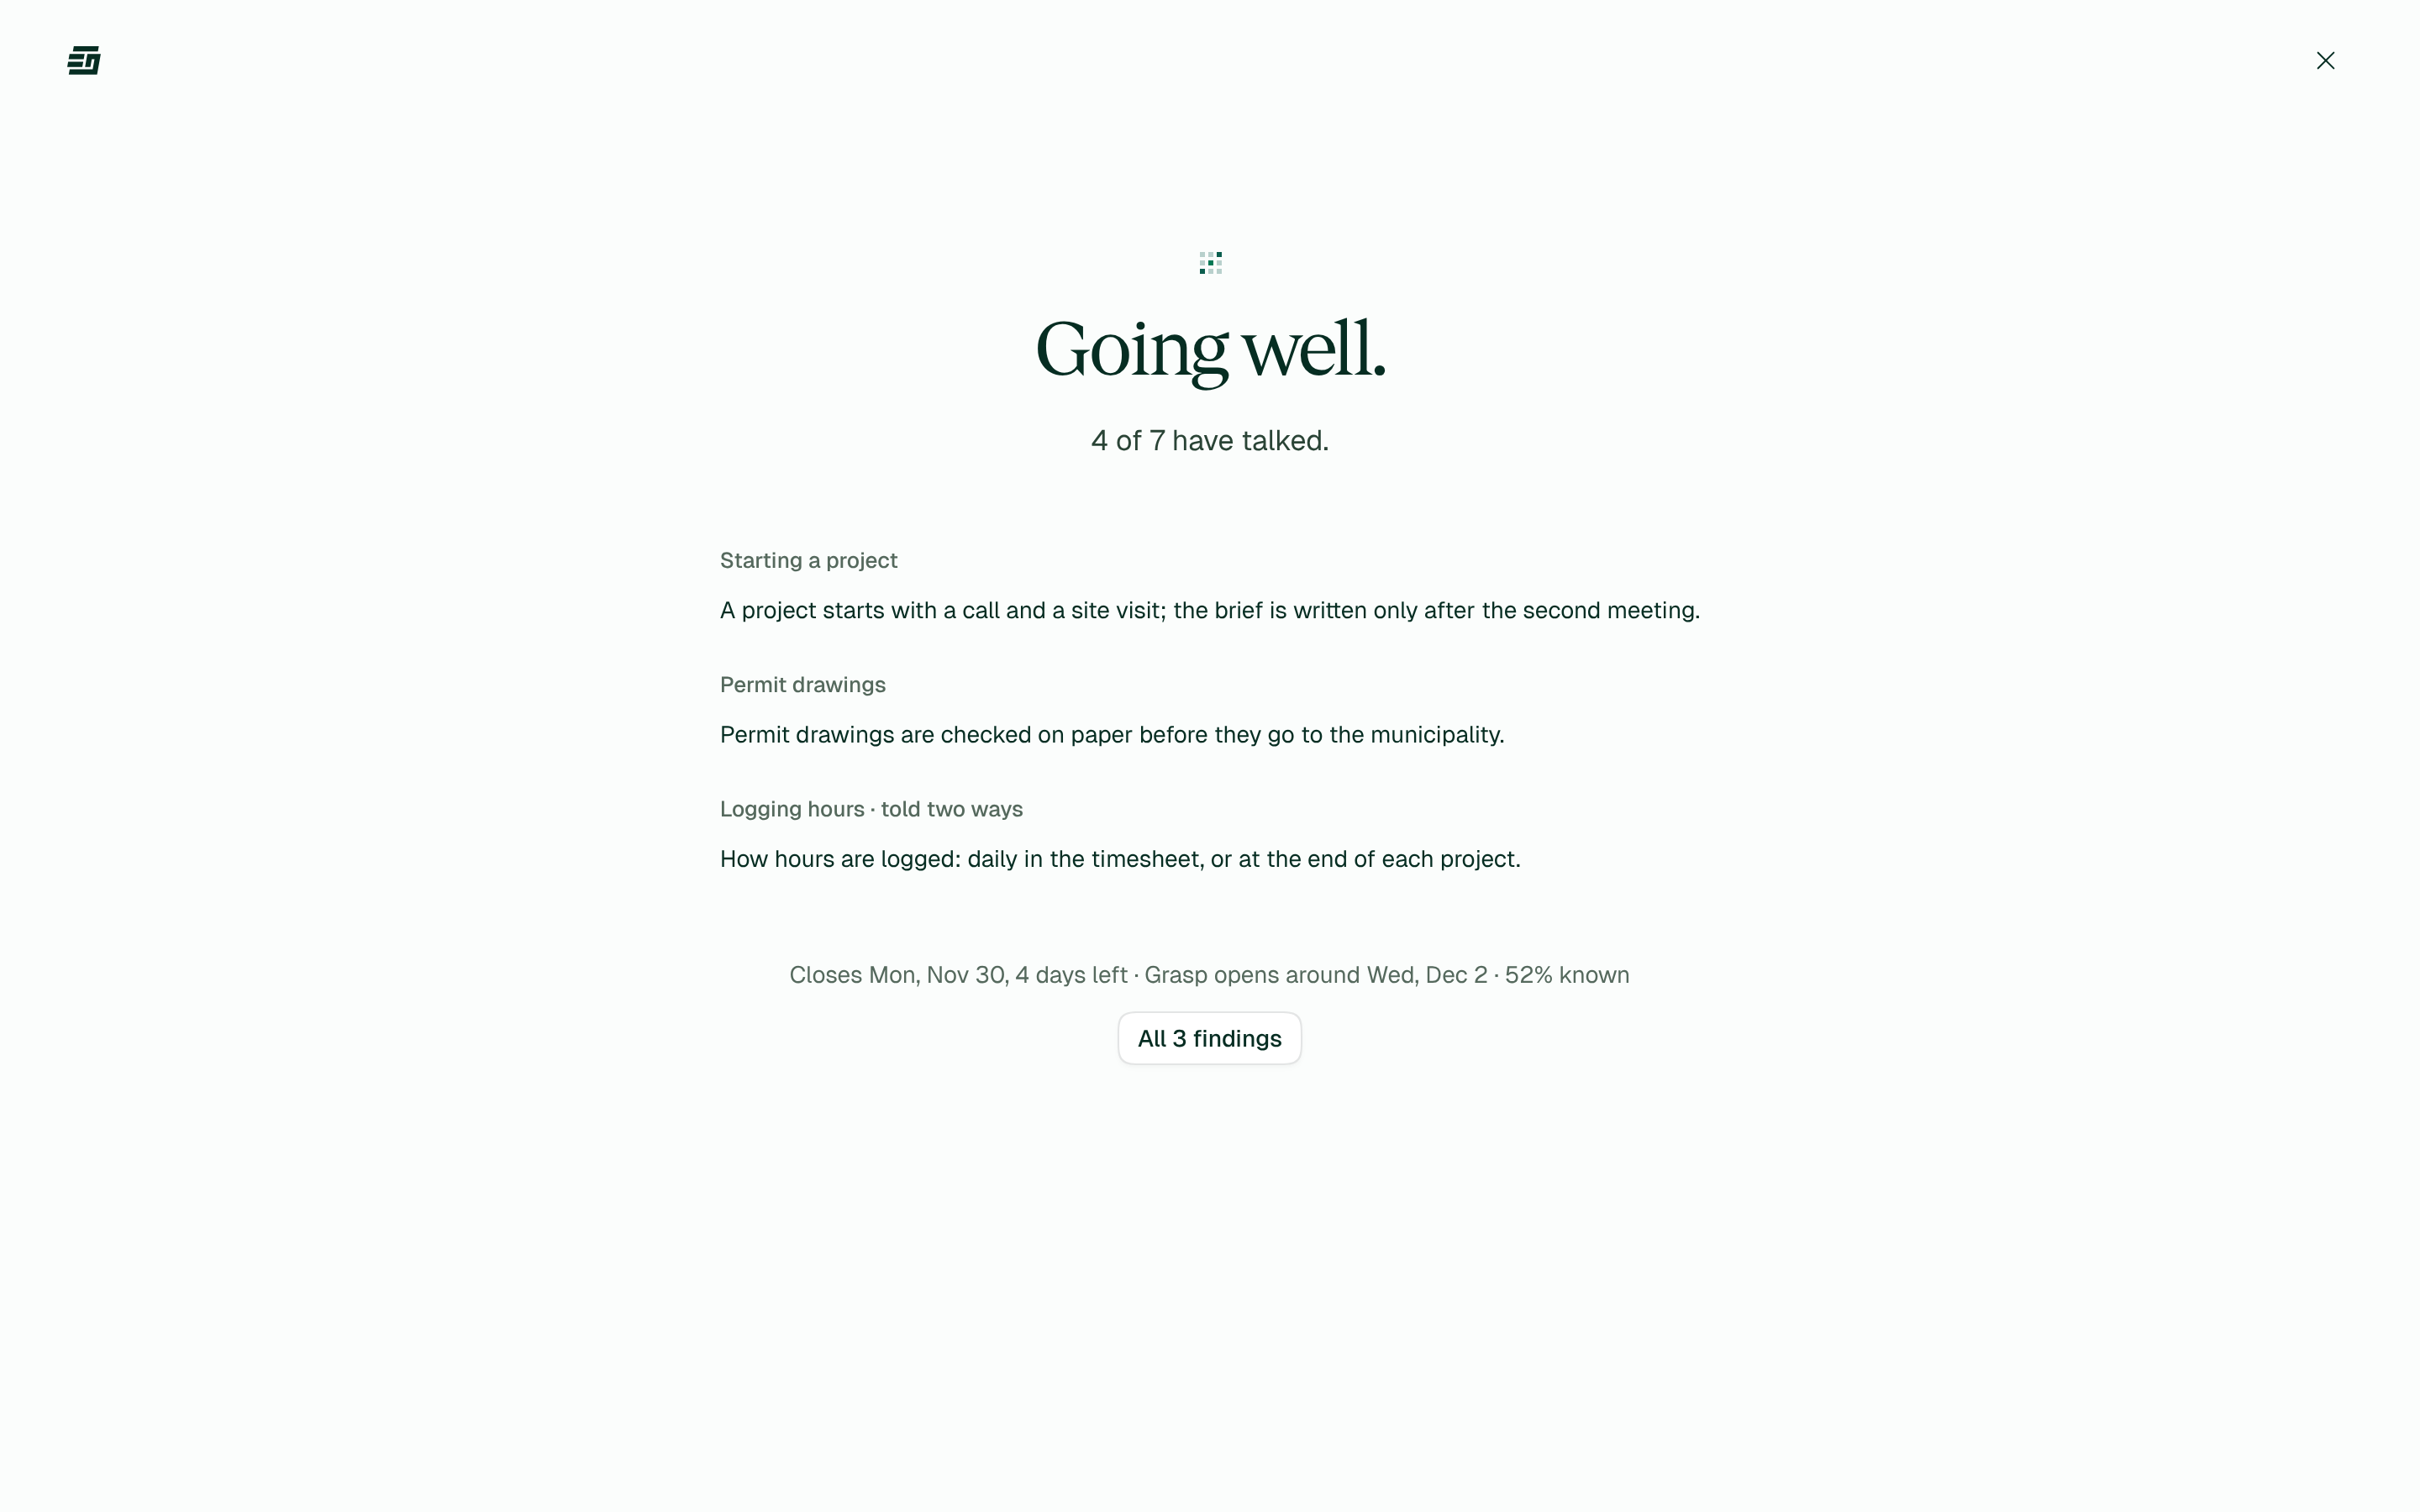 Going well.
4 of 7 have talked.
Starting a project
A project starts with a call and a site visit; the brief is written only after the second meeting.
Permit drawings
Permit drawings are checked on paper before they go to the municipality.
Logging hours · told two ways
How hours are logged: daily in the timesheet, or at the end of each project.
Closes Mon, Nov 30, 4 days left · Grasp opens around Wed, Dec 2 · 52% known
All 3 findings